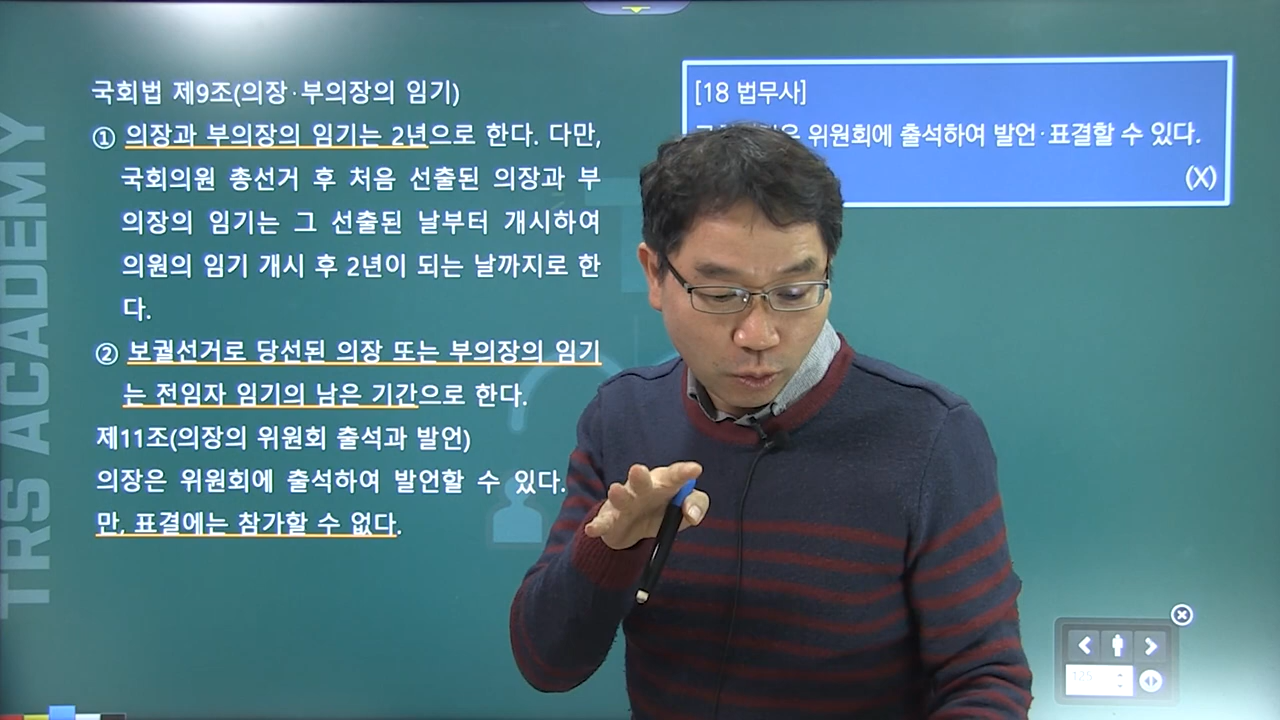 국회법 제9조(의장·부의장의 임기)
① 의장과 부의장의 임기는 2년으로 한다. 다만,
국회의원 총선거 후 처음 선출된 의장과 부
의장의 임기는 그 선출된 날부터 개시하여
의원의 임기 개시 후 2년이 되는 날까지로 한
다.
② 보궐선거로 당선된 의장 또는 부의장의 임기
는 전임자 임기의 남은 기간으로 한다.
제11조(의장의 위원회 출석과 발언)
의장은 위원회에 출석하여 발언할 수 있다.
만, 표결에는 참가할 수 없다.
[18 법무사]
위원회에 출석하여 발언·표결할 수 있다.
(X)
TRS ACADEMY
125